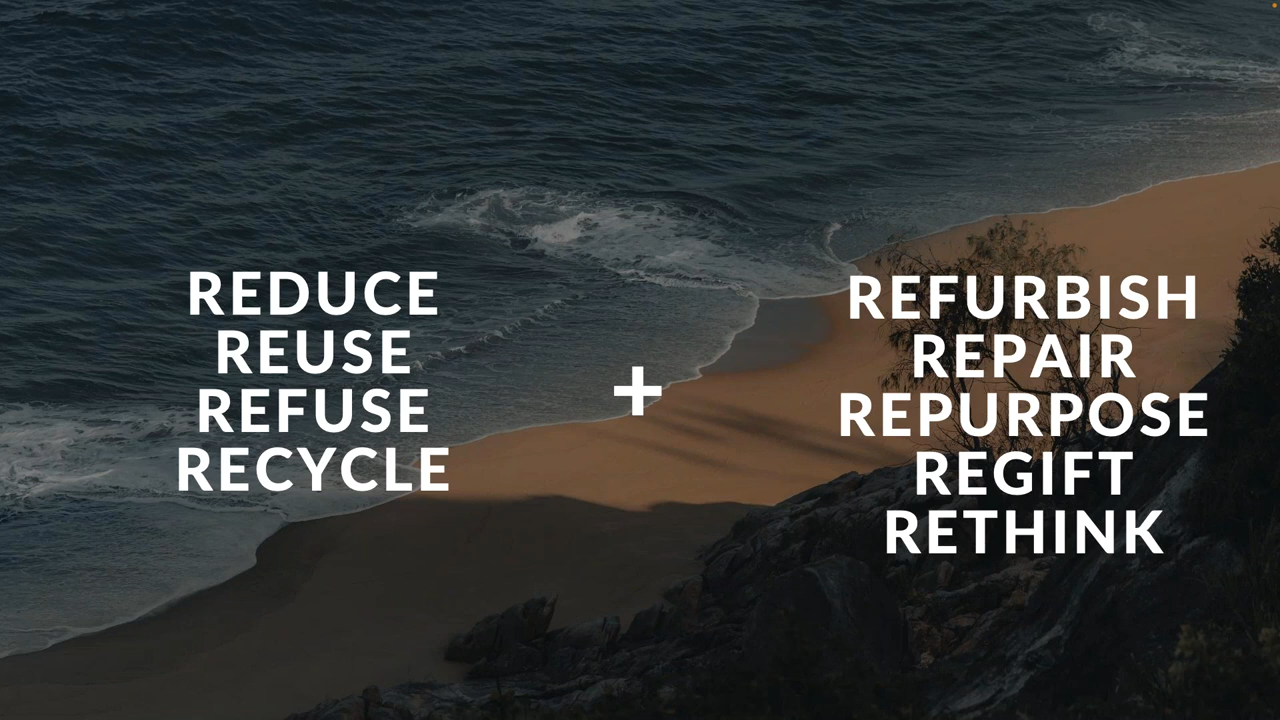 REDUCE
REUSE
REFUSE
RECYCLE
+
REFURBISH
REPAIR
REPURPOSE
REGIFT
RETHINK